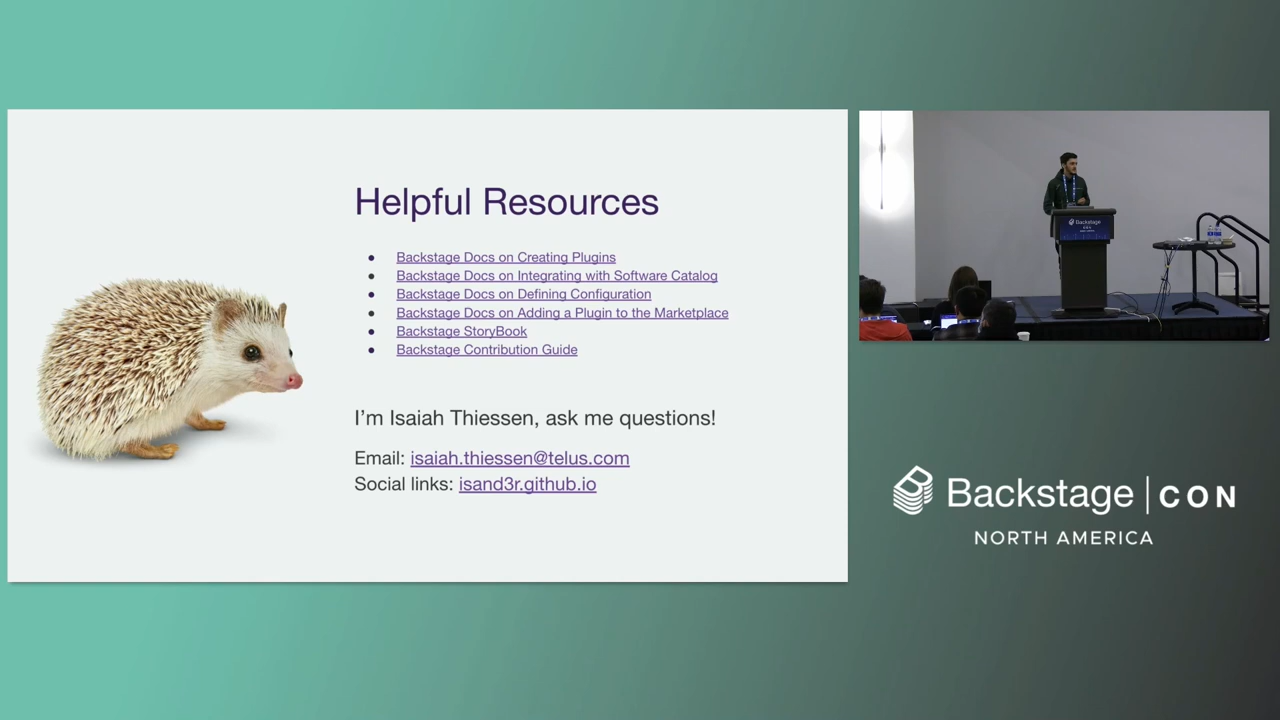 Helpful Resources
Backstage Docs on Creating Plugins
Backstage Docs on Integrating with Software Catalog
Backstage Docs on Defining Configuration
Backstage Docs on Adding a Plugin to the Marketplace
Backstage StoryBook
Backstage Contribution Guide
I’m Isaiah Thiessen, ask me questions!
Email: isaiah.thiessen@telus.com
Social links: isand3r.github.io
Backstage
Backstage | CON
NORTH AMERICA